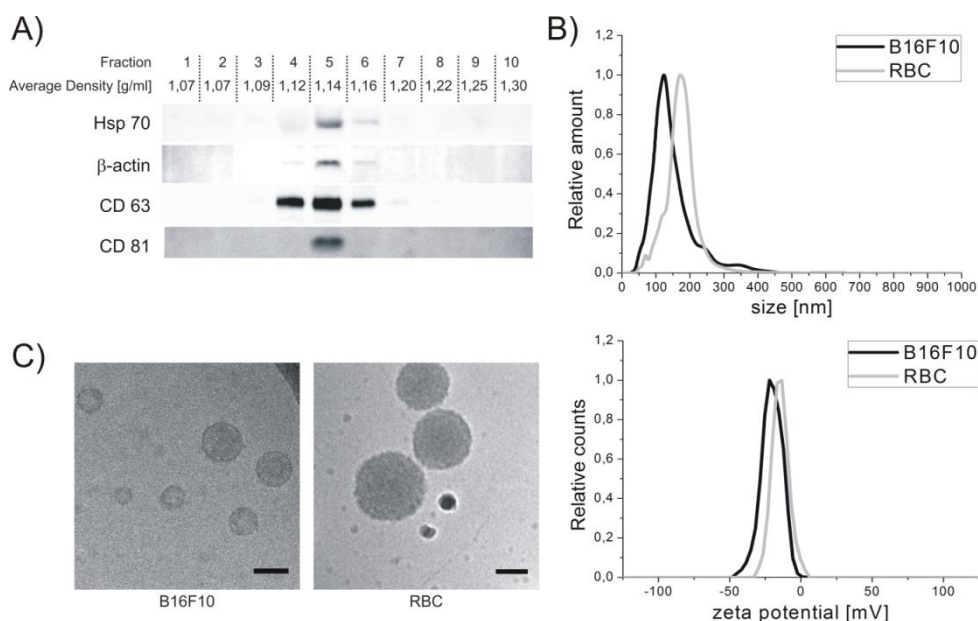 A)
Fraction
1 2 3 4 5 6 7 8 9 10
Average Density [g/ml] 1,07 1,07 1,09 1,12 1,14 1,16 1,20 1,22 1,25 1,30
Hsp 70
β-actin
CD 63
CD 81
B)
1,2
1,0
0,8
0,6
0,4
0,2
0,0
Relative amount
B16F10
RBC
0 100 200 300 400 500 600 700 800 900 1000
size [nm]
1,2
1,0
0,8
0,6
0,4
0,2
0,0
Relative counts
B16F10
RBC
-100 -50 0 50 100
zeta potential [mV]
C)
B16F10
RBC